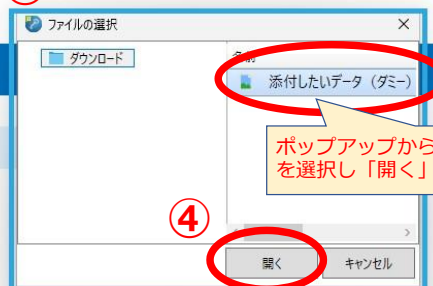 ファイルの選択
ダウンロード
名前
添付したいデータ（ダミー）
ポップアップから
を選択し「開く」
④
開く
キャンセル